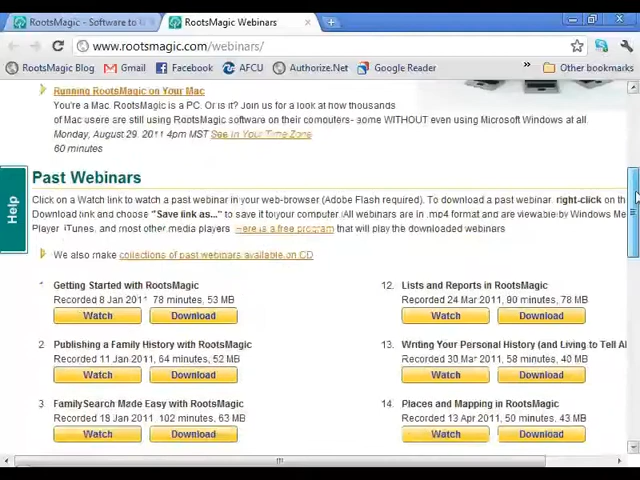 RootsMagic - Software to U
RootsMagic Webinars
www.rootsmagic.com/webinars/
RootsMagic Blog
Gmail
Facebook
AFCU
Authorize.Net
Google Reader
Other bookmarks
Running RootsMagic on Your Mac
You're a Mac. RootsMagic is a PC. Or is it? Join us for a look at how thousands
of Mac users are still using RootsMagic software on their computers- some WITHOUT even using Microsoft Windows at all
Monday, August 29, 2011 4pm MST See In Your Time Zone
60 minutes
Help
Past Webinars
Click on a Watch link to watch a past webinar in your web-browser (Adobe Flash required). To download a past webinar right-click on the
Download link and choose "Save link as..." to save it to your computer. All webinars are in .mp4 format and are viewable by Windows Me
Player iTunes, and most other media players Here is a free program that will play the downloaded webinars
We also make collections of past webinars available on CD
1 Getting Started with RootsMagic
Recorded 8 Jan 2011 78 minutes, 53 MB
Watch Download
2 Publishing a Family History with RootsMagic
Recorded 11 Jan 2011, 64 minutes, 52 MB
Watch Download
3 FamilySearch Made Easy with RootsMagic
Recorded 18 Jan 2011 102 minutes, 63 MB
Watch Download
12. Lists and Reports in RootsMagic
Recorded 24 Mar 2011, 90 minutes, 78 MB
Watch Download
13. Writing Your Personal History (and Living to Tell Al
Recorded 30 Mar 2011, 58 minutes, 40 MB
Watch Download
14. Places and Mapping in RootsMagic
Recorded 13 Apr 2011, 50 minutes, 43 MB
Watch Download